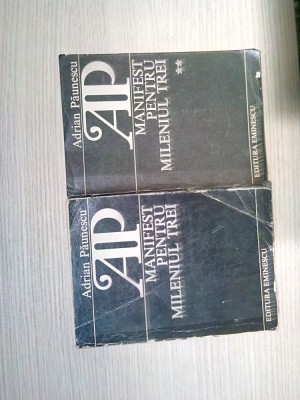 Adrian Păunescu
AP
MANIFEST
PENTRU
MILENIUL TREI
**
EDITURA EMINESCU
Adrian Păunescu
AP
MANIFEST
PENTRU
MILENIUL TREI
EDITURA EMINESCU